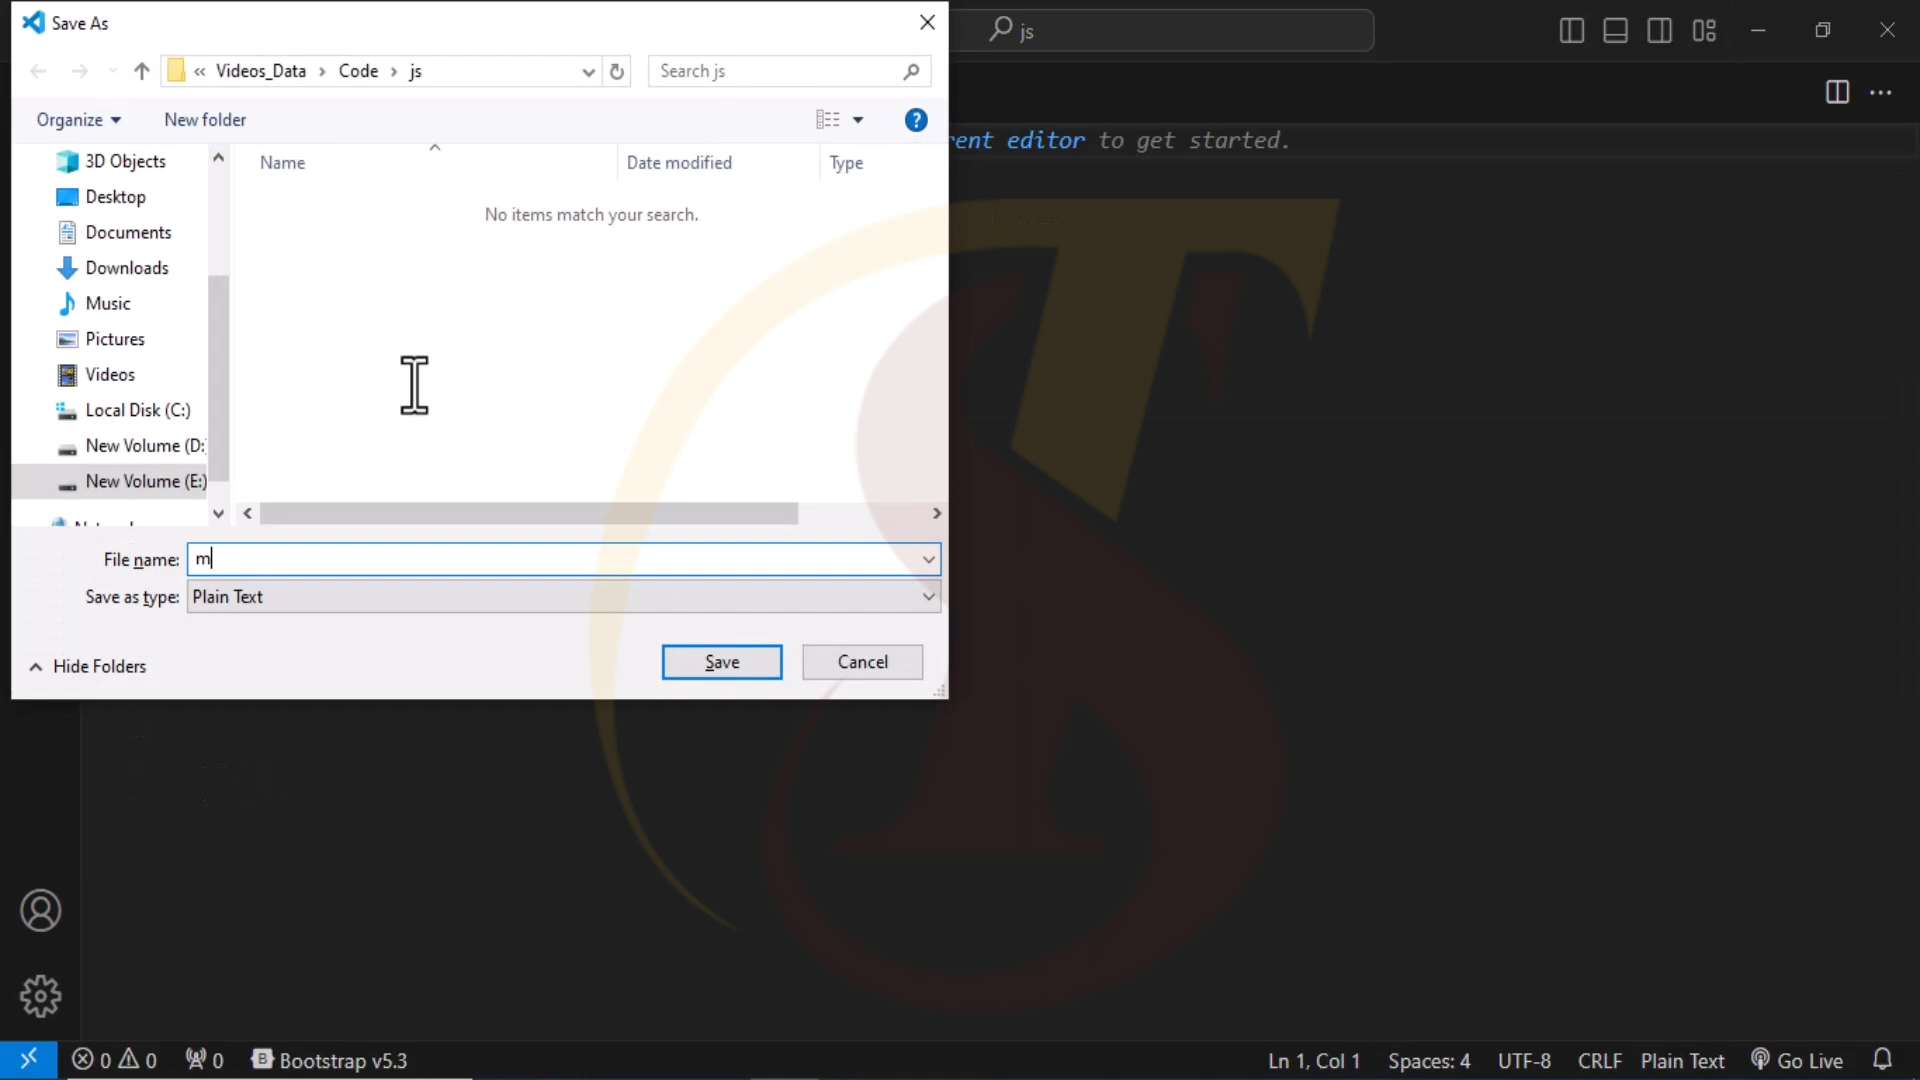 Save As
js
« Videos_Data › Code › js
Search js
Organize
New folder
rent editor to get started.
Name
Date modified
Type
No items match your search.
3D Objects
Desktop
Documents
Downloads
Music
Pictures
Videos
Local Disk (C:)
New Volume (D:
New Volume (E:)
File name: m
Save as type: Plain Text
Hide Folders
Save
Cancel
0 0 0 Bootstrap v5.3
Ln 1, Col 1 Spaces: 4 UTF-8 CRLF Plain Text Go Live